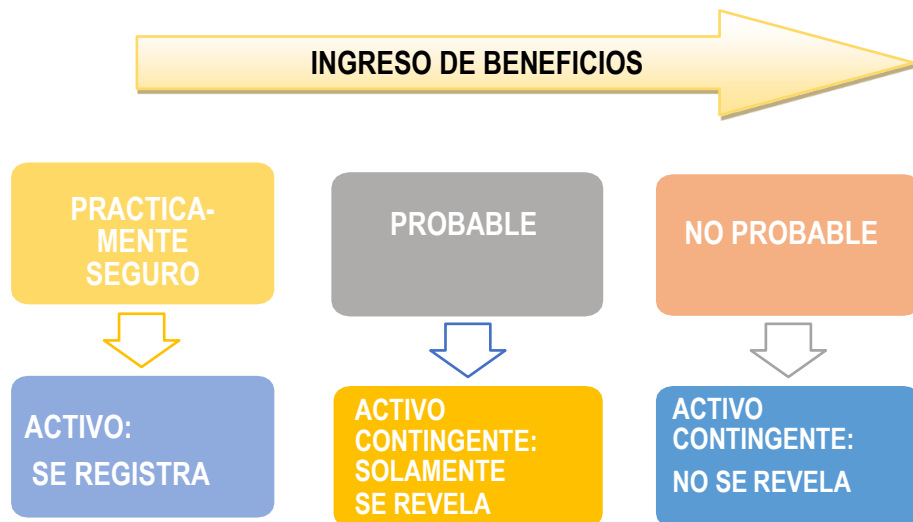 INGRESO DE BENEFICIOS
PRACTICA-
MENTE
SEGURO
PROBABLE
NO PROBABLE
ACTIVO:
SE REGISTRA
ACTIVO
CONTINGENTE:
SOLAMENTE
SE REVELA
ACTIVO
CONTINGENTE:
NO SE REVELA